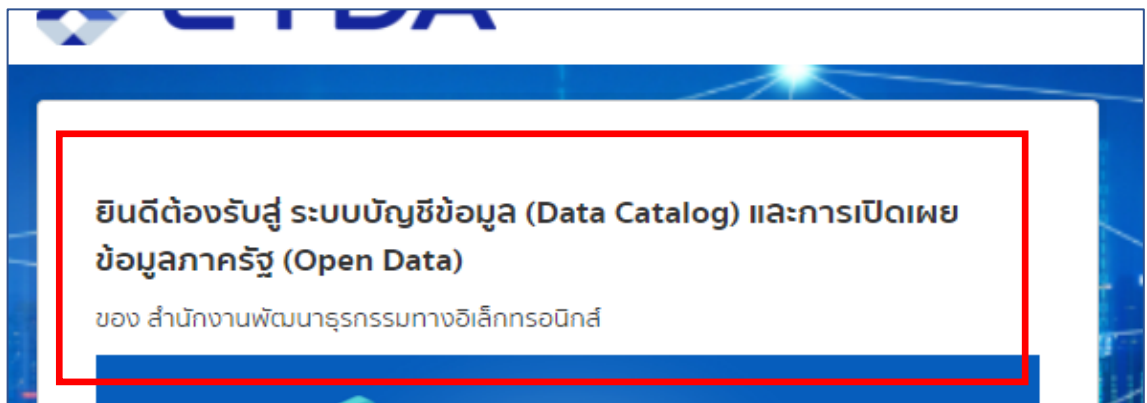 ETDA
ยินดีต้องรับสู่ ระบบบัญชีข้อมูล (Data Catalog) และการเปิดเผย
ข้อมูลภาครัฐ (Open Data)
ของ สำนักงานพัฒนาธุรกรรมทางอิเล็กทรอนิกส์